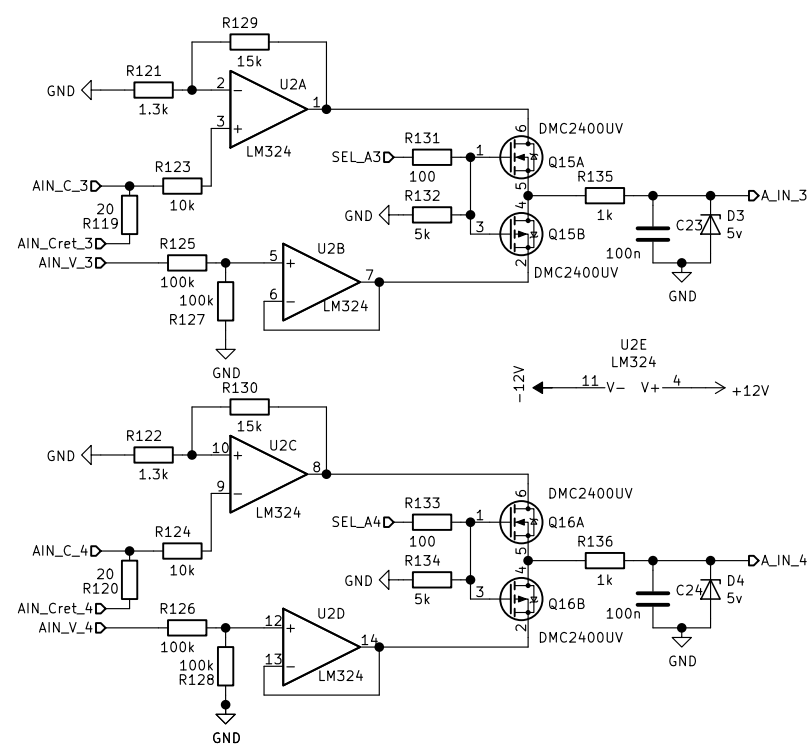 R129
15k
R121
GND
1.3k
2
−
U2A
1
3
+
LM324
6
DMC2400UV
R131
SEL_A3
1
100
Q15A
5
R123
AIN_C_3
10k
20
R119
AIN_Cret_3
R132
GND
5k
3
4
Q15B
2
DMC2400UV
R135
1k
A_IN_3
C23
100n
D3
5v
GND
R125
AIN_V_3
100k
100k
R127
GND
U2B
5
+
7
6
−
LM324
U2E
LM324
-12V
11
V-
V+
4
+12V
R130
15k
R122
GND
1.3k
10
+
U2C
8
9
−
LM324
6
DMC2400UV
R133
SEL_A4
1
100
Q16A
5
R124
AIN_C_4
10k
20
R120
AIN_Cret_4
R134
GND
5k
3
4
Q16B
2
DMC2400UV
R136
1k
A_IN_4
C24
100n
D4
5v
GND
R126
AIN_V_4
100k
100k
R128
GND
U2D
12
+
14
13
−
LM324